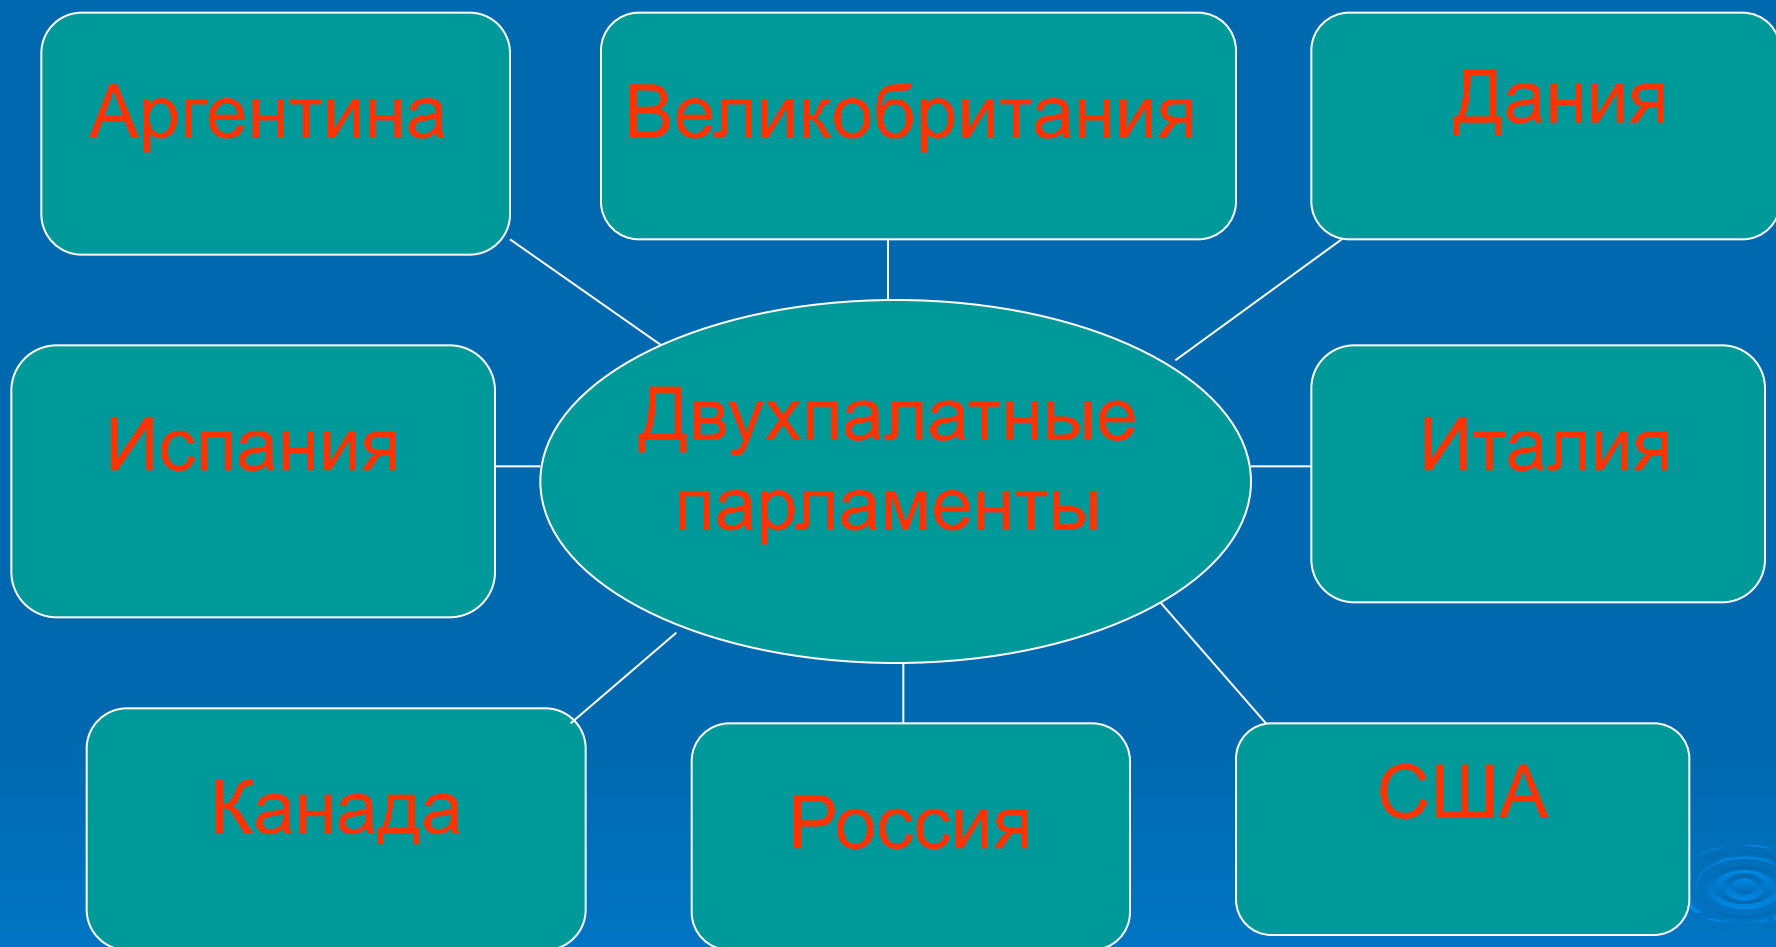 Аргентина
Великобритания
Дания
Испания
Двухпалатные
парламенты
Италия
Канада
Россия
США